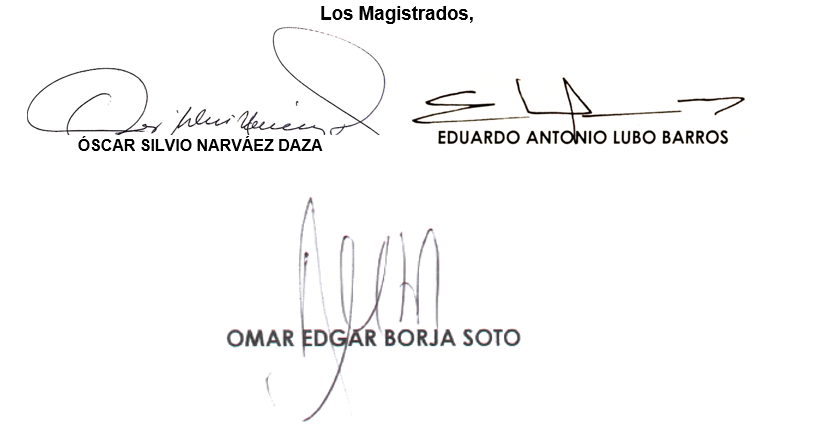 Los Magistrados,
ÓSCAR SILVIO NARVÁEZ DAZA
EDUARDO ANTONIO LUBO BARROS
OMAR EDGAR BORJA SOTO